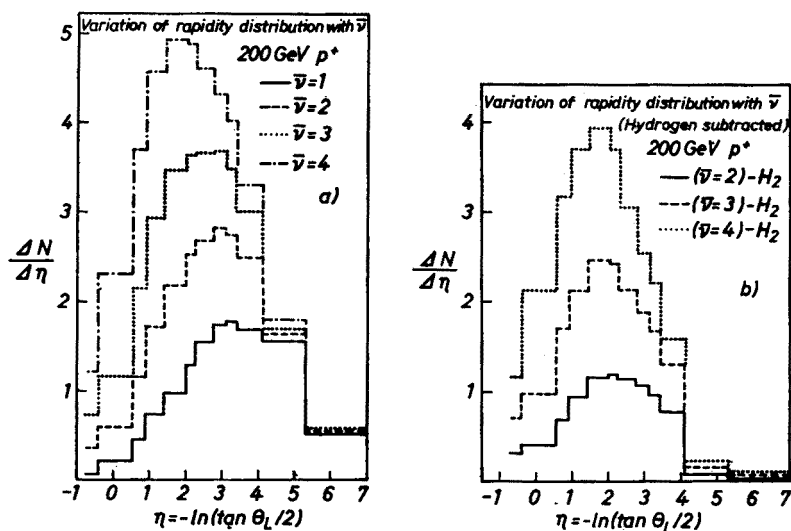 Variation of rapidity distribution with ν̅
200 GeV p⁺
ν̅=1
ν̅=2
ν̅=3
ν̅=4
a)
5
4
3
2
1
ΔN
Δη
-1 0 1 2 3 4 5 6 7
η=-ln(tan θL/2)
Variation of rapidity distribution with ν̅
(Hydrogen subtracted)
200 GeV p⁺
(ν̅=2)-H₂
(ν̅=3)-H₂
(ν̅=4)-H₂
b)
4
3
2
1
ΔN
Δη
-1 0 1 2 3 4 5 6 7
η=-ln(tan θL/2)